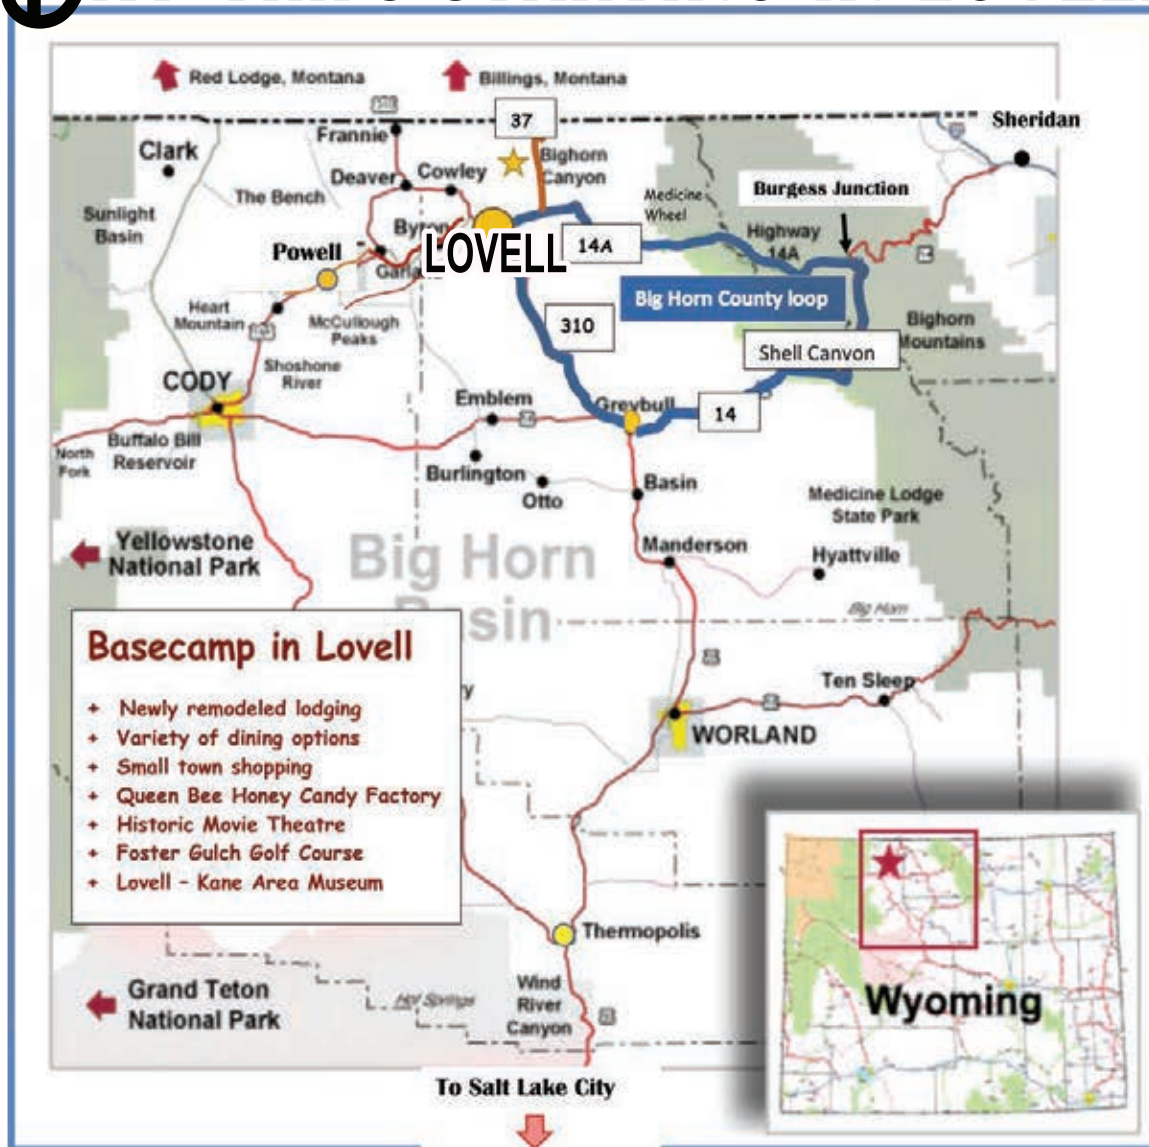 Red Lodge, Montana
Billings, Montana
37
Sheridan
Frannie
Clark
Bighorn
Canyon
Deaver
Cowley
The Bench
Medicine
Wheel
Burgess Junction
Sunlight
Basin
Byron
Highway
14A
LOVELL
14A
Powell
Big Horn County loop
Heart
Mountain
310
McCullough
Peaks
Bighorn
Mountains
Shell Canyon
Shoshone
River
CODY
Emblem
Greybull
14
Buffalo Bill
Reservoir
North
Fork
Burlington
Otto
Basin
Medicine Lodge
State Park
Yellowstone
National Park
Big Horn
Basin
Manderson
Hyattville
Big Horn
Basecamp in Lovell
+ Newly remodeled lodging
+ Variety of dining options
+ Small town shopping
+ Queen Bee Honey Candy Factory
+ Historic Movie Theatre
+ Foster Gulch Golf Course
+ Lovell - Kane Area Museum
Ten Sleep
WORLAND
Thermopolis
Grand Teton
National Park
Hot Springs
Wind
River
Canyon
Wyoming
To Salt Lake City